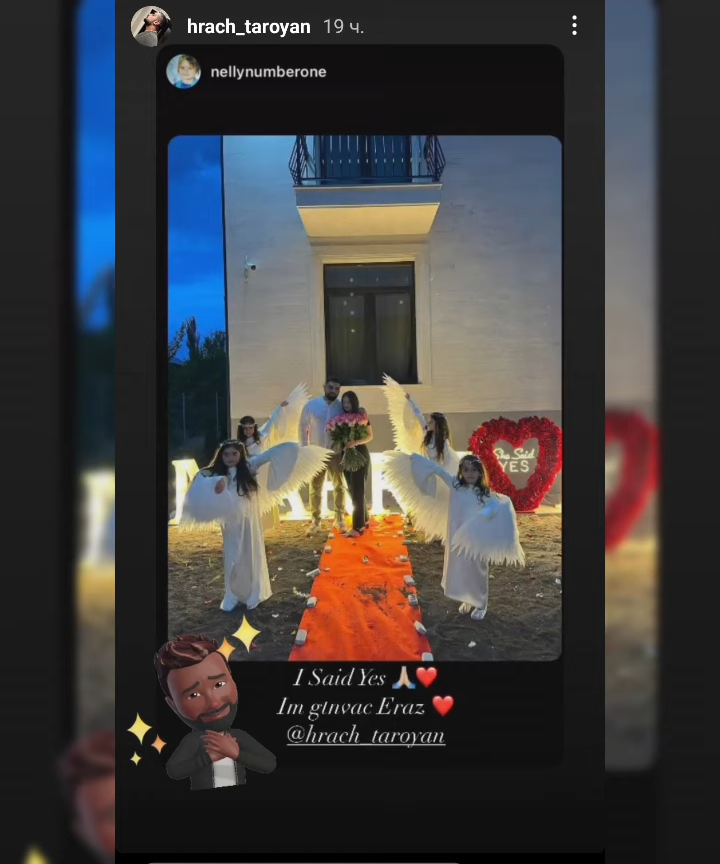 hrach_taroyan 19 ч.
nellynumberone
She Said
YES
I Said Yes 🙏🏼❤️
Im gtnvac Eraz ❤️
@hrach_taroyan